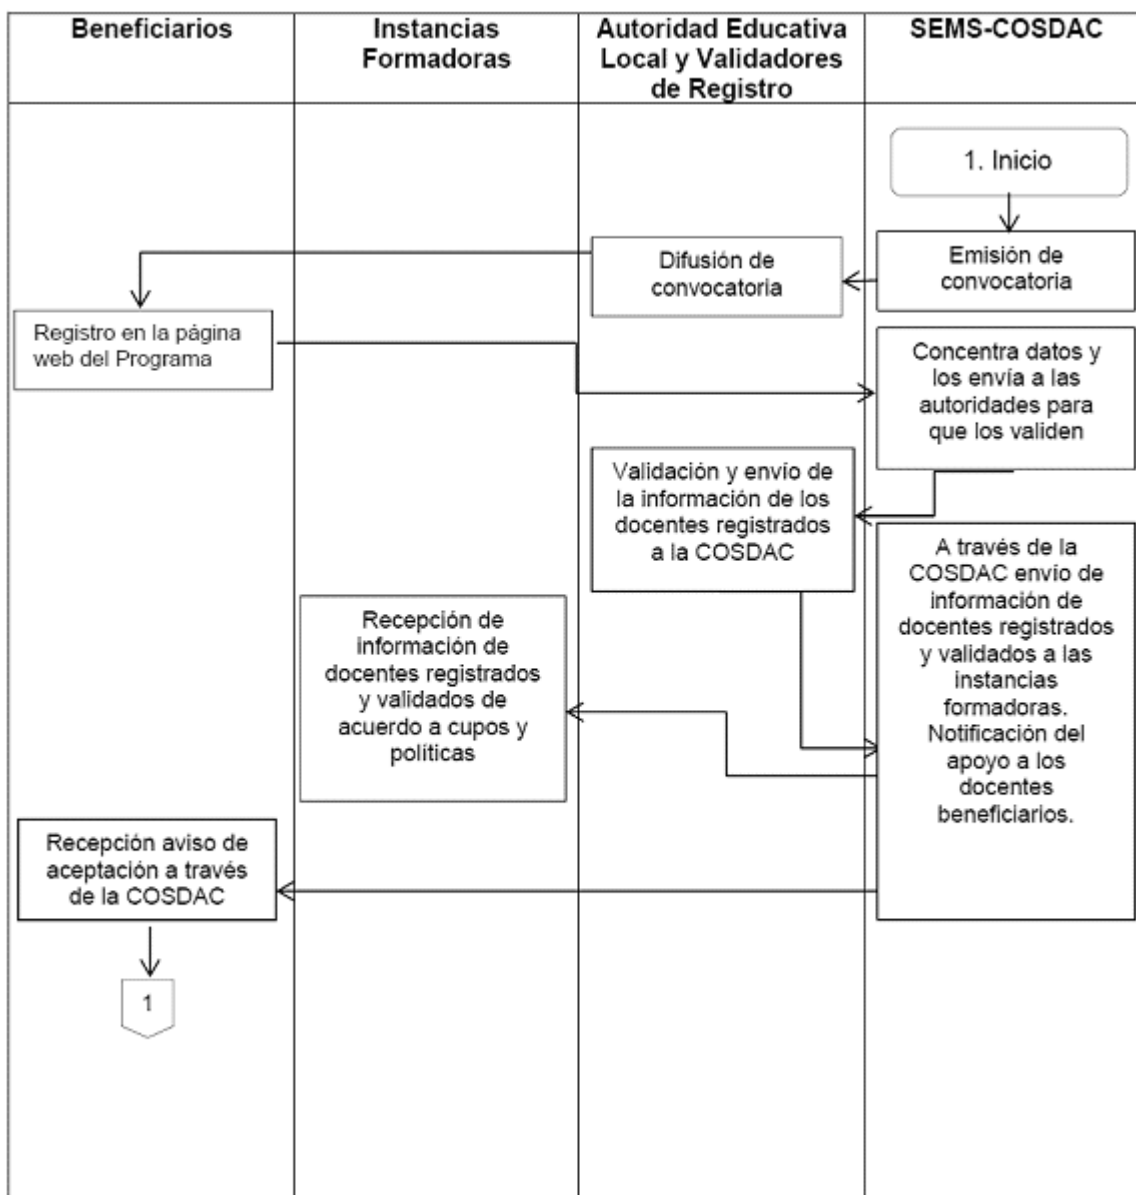 Beneficiarios
Instancias
Formadoras
Autoridad Educativa
Local y Validadores
de Registro
SEMS-COSDAC
1. Inicio
Emisión de
convocatoria
Difusión de
convocatoria
Registro en la página
web del Programa
Concentra datos y
los envía a las
autoridades para
que los validen
Validación y envío de
la información de los
docentes registrados
a la COSDAC
A través de la
COSDAC envío de
información de
docentes registrados
y validados a las
instancias
formadoras.
Notificación del
apoyo a los
docentes
beneficiarios.
Recepción de
información de
docentes registrados
y validados de
acuerdo a cupos y
políticas
Recepción aviso de
aceptación a través
de la COSDAC
1